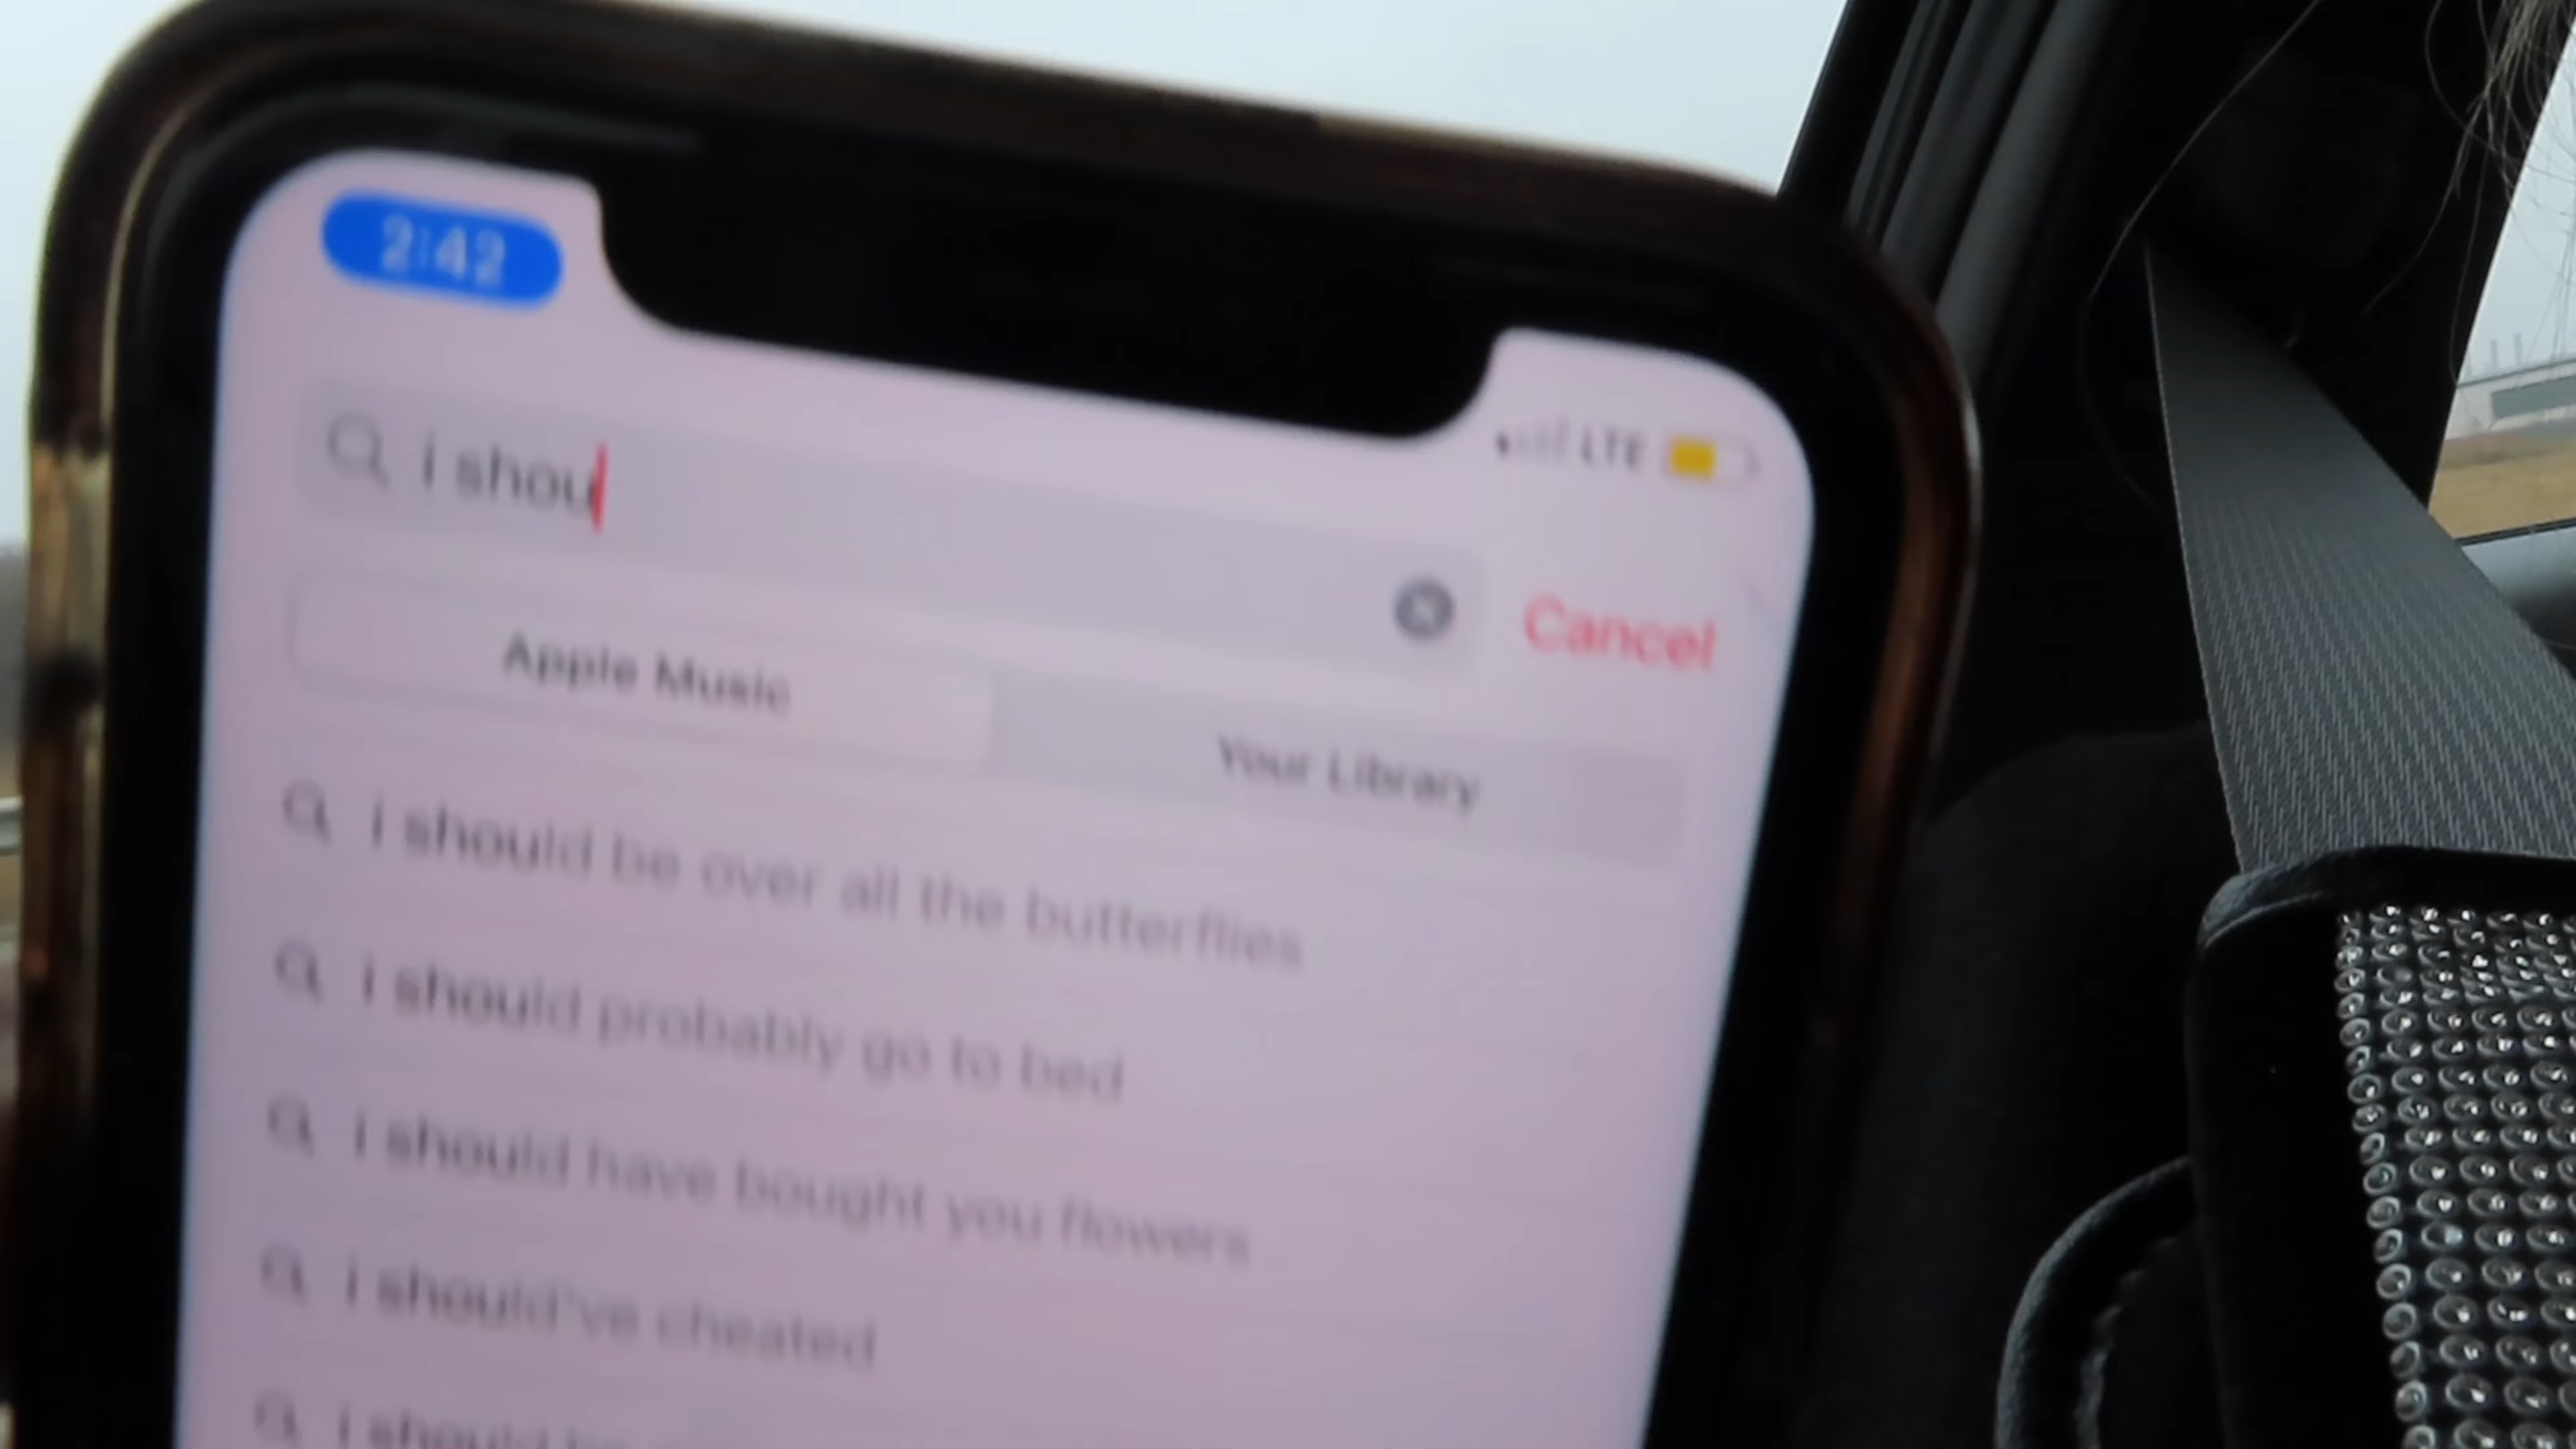 2:42
LTE
i shou
Cancel
Apple Music
Your Library
i should be over all the butterflies
i should probably go to bed
i should have bought you flowers
i should've cheated
i should